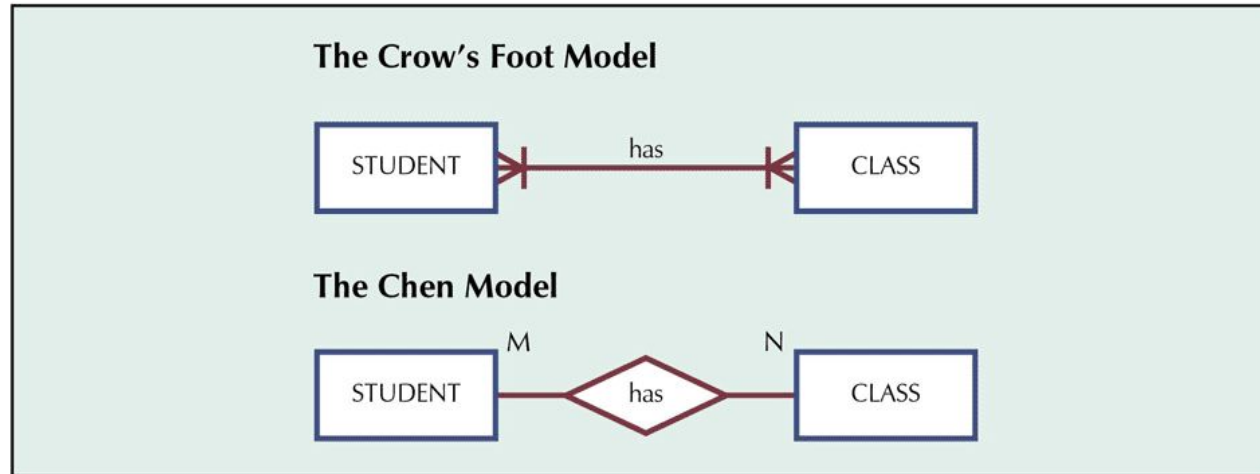 The Crow's Foot Model
STUDENT has CLASS
The Chen Model
M N
STUDENT has CLASS